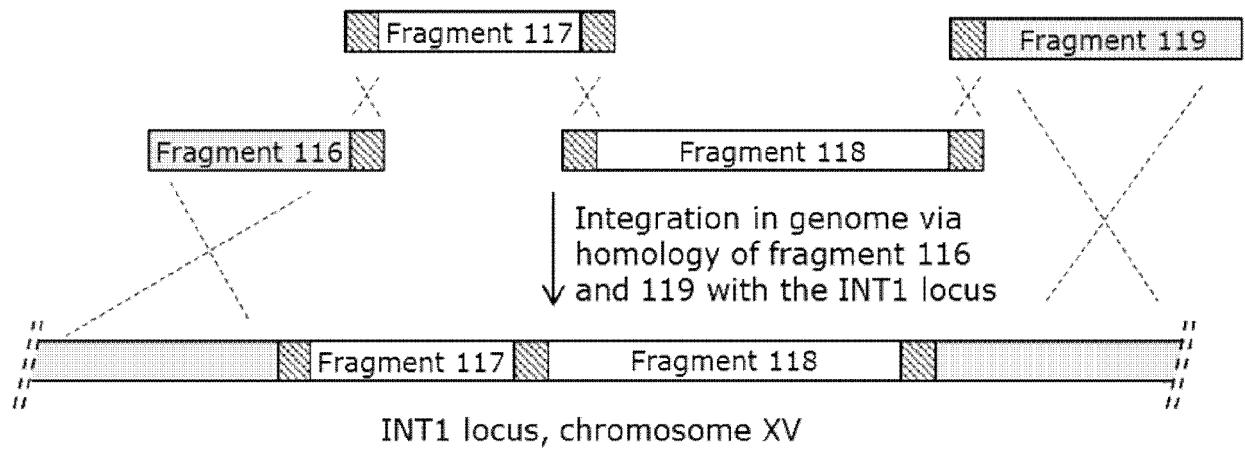 Fragment 117
Fragment 119
Fragment 116
Fragment 118
Integration in genome via
homology of fragment 116
and 119 with the INT1 locus
Fragment 117
Fragment 118
INT1 locus, chromosome XV